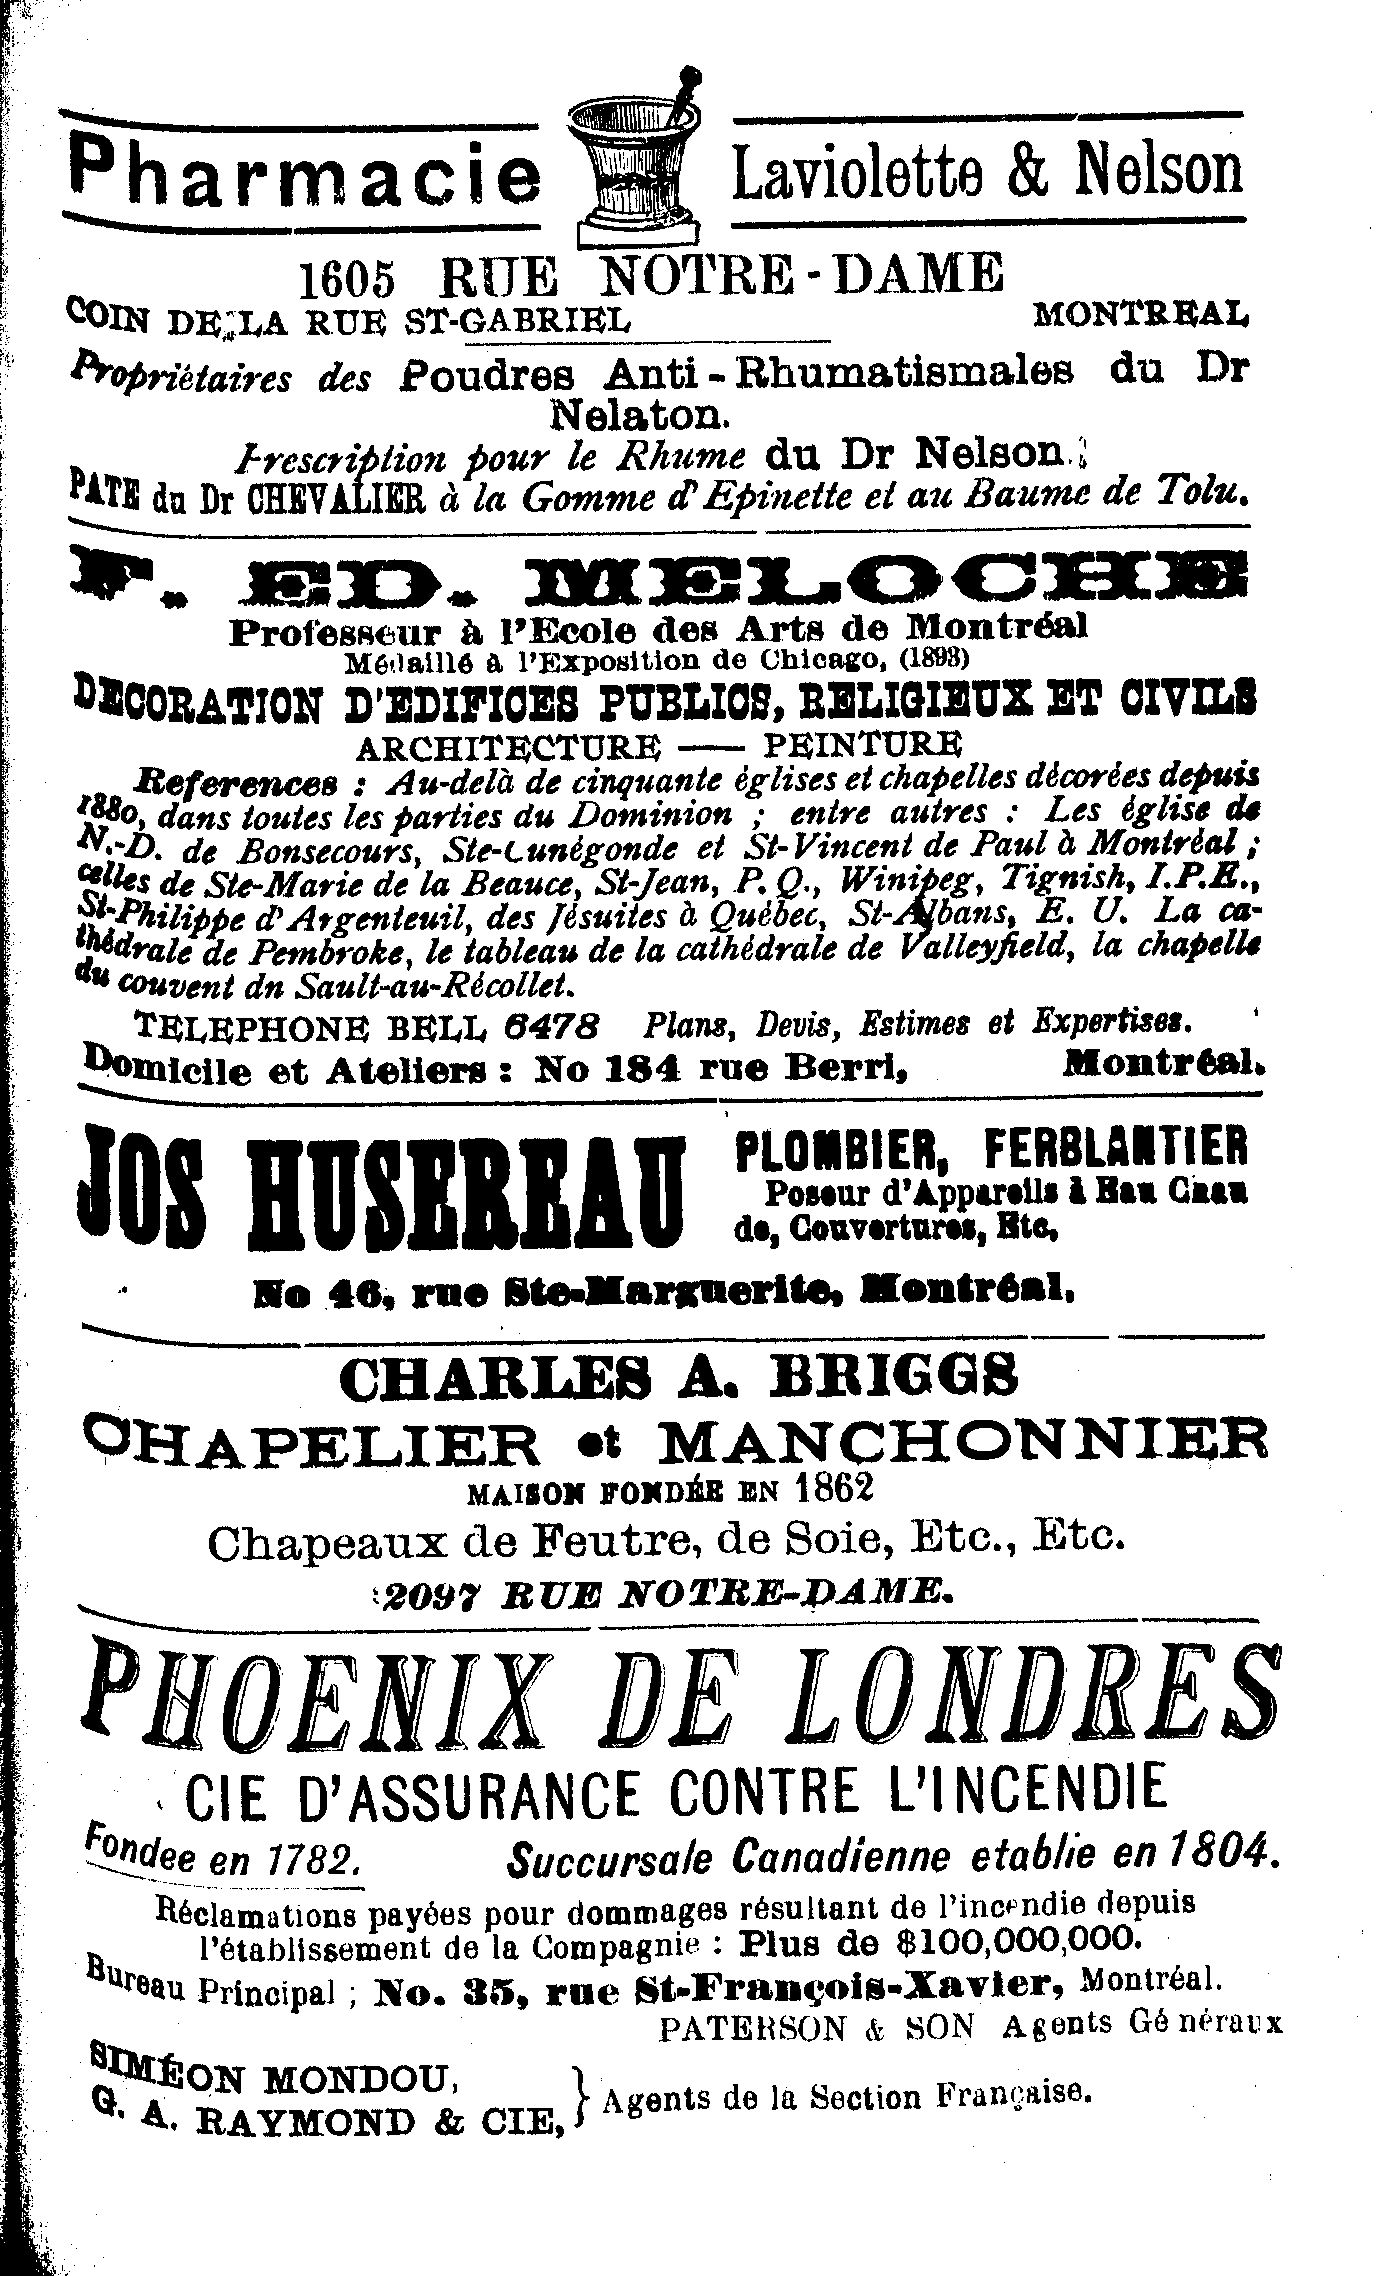 Pharmacie Laviolette & Nelson
1605 RUE NOTRE-DAME
COIN DE LA RUE ST-GABRIEL MONTREAL
Propriétaires des Poudres Anti-Rhumatismales du Dr
Nelaton.
Prescription pour le Rhume du Dr Nelson.
PATE du Dr CHEVALIER à la Gomme d'Epinette et au Baume de Tolu.
F. ED. MELOCHE
Professeur à l'Ecole des Arts de Montréal
Médaillé à l'Exposition de Chicago, (1893)
DECORATION D'EDIFICES PUBLICS, RELIGIEUX ET CIVILS
ARCHITECTURE — PEINTURE
References : Au-delà de cinquante églises et chapelles décorées depuis
1880, dans toutes les parties du Dominion ; entre autres : Les église de
N.-D. de Bonsecours, Ste-Cunégonde et St-Vincent de Paul à Montréal ;
celles de Ste-Marie de la Beauce, St-Jean, P. Q., Winipeg, Tignish, I.P.E.,
St-Philippe d'Argenteuil, des Jésuites à Québec, St-Albans, E. U. La ca-
thédrale de Pembroke, le tableau de la cathédrale de Valleyfield, la chapelle
du couvent dn Sault-au-Récollet.
TELEPHONE BELL 6478 Plans, Devis, Estimes et Expertises.
Domicile et Ateliers : No 184 rue Berri, Montréal.
JOS HUSEREAU PLOMBIER, FERBLANTIER
Poseur d'Appareils à Eau Chau
de, Couvertures, Etc,
No 46, rue Ste-Marguerite, Montréal.
CHARLES A. BRIGGS
CHAPELIER et MANCHONNIER
MAISON FONDÉE EN 1862
Chapeaux de Feutre, de Soie, Etc., Etc.
2097 RUE NOTRE-DAME.
PHOENIX DE LONDRES
CIE D'ASSURANCE CONTRE L'INCENDIE
Fondee en 1782. Succursale Canadienne etablie en 1804.
Réclamations payées pour dommages résultant de l'incendie depuis
l'établissement de la Compagnie : Plus de $100,000,000.
Bureau Principal ; No. 35, rue St-François-Xavier, Montréal.
PATERSON & SON Agents Généraux
SIMÉON MONDOU,
G. A. RAYMOND & CIE, } Agents de la Section Française.